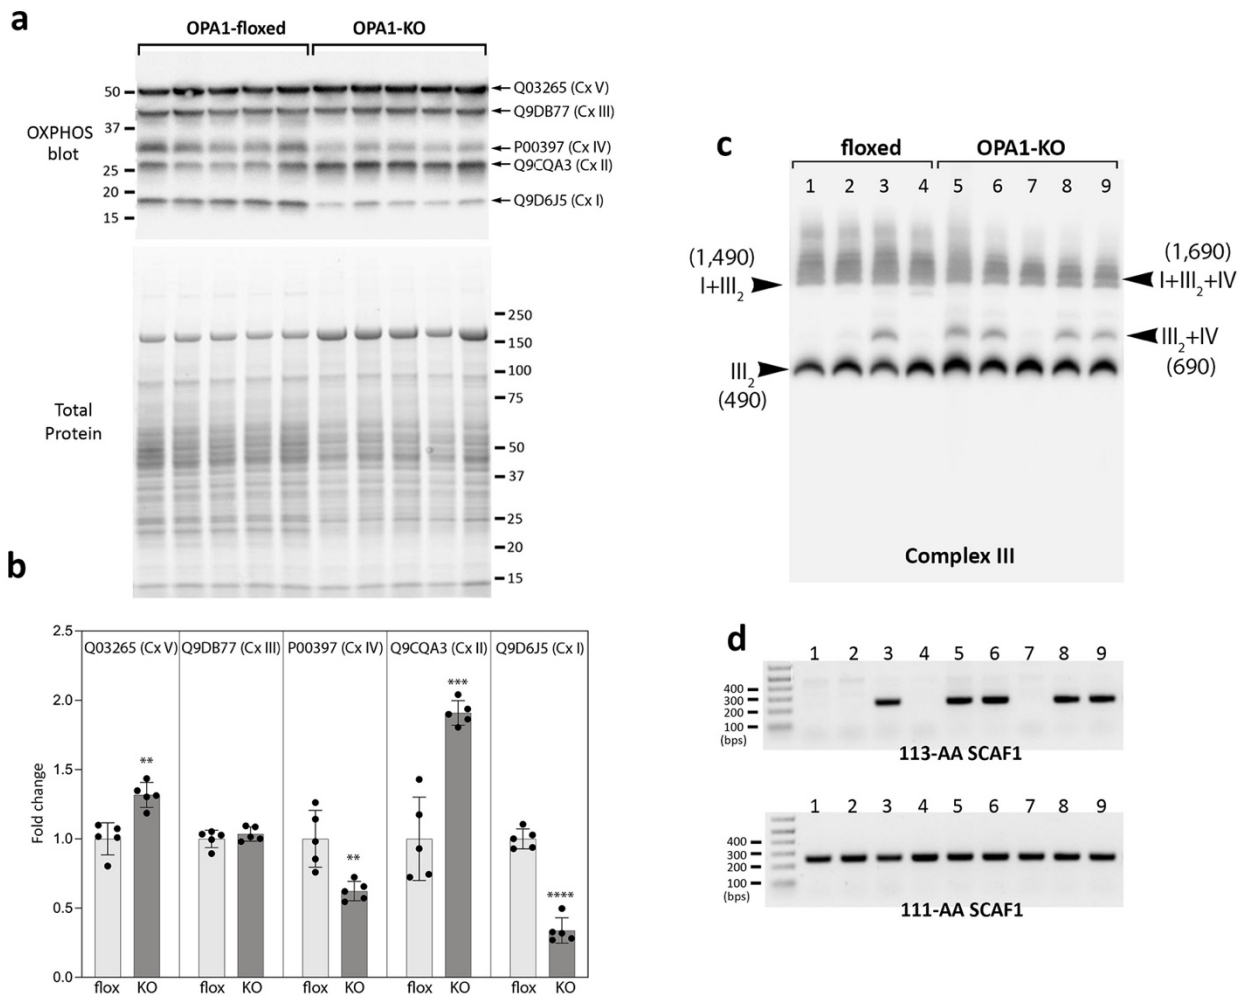 a
OPA1-floxed OPA1-KO
OXPHOS
blot
50
37
25
20
15
Q03265 (Cx V)
Q9DB77 (Cx III)
P00397 (Cx IV)
Q9CQA3 (Cx II)
Q9D6J5 (Cx I)
Total
Protein
250
150
100
75
50
37
25
20
15
b
Fold change
2.5
2.0
1.5
1.0
0.5
0.0
Q03265 (Cx V) Q9DB77 (Cx III) P00397 (Cx IV) Q9CQA3 (Cx II) Q9D6J5 (Cx I)
** ** *** ****
flox KO flox KO flox KO flox KO flox KO
c
floxed OPA1-KO
1 2 3 4 5 6 7 8 9
(1,490)
I+III2
III2
(490)
(1,690)
I+III2+IV
III2+IV
(690)
Complex III
d
1 2 3 4 5 6 7 8 9
400
300
200
100
(bps)
113-AA SCAF1
1 2 3 4 5 6 7 8 9
400
300
200
100
(bps)
111-AA SCAF1